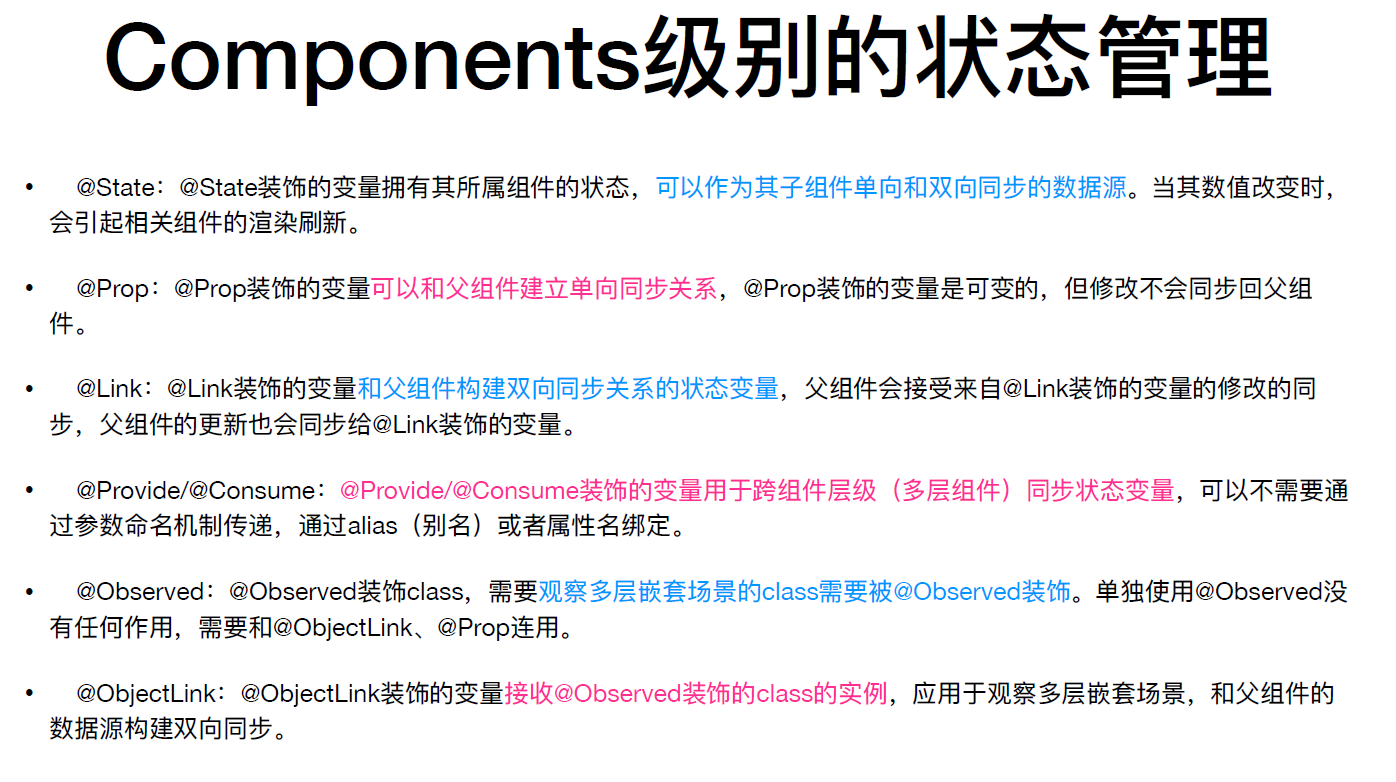 Components级别的状态管理
• @State：@State装饰的变量拥有其所属组件的状态，可以作为其子组件单向和双向同步的数据源。当其数值改变时，
会引起相关组件的渲染刷新。
• @Prop：@Prop装饰的变量可以和父组件建立单向同步关系，@Prop装饰的变量是可变的，但修改不会同步回父组
件。
• @Link：@Link装饰的变量和父组件构建双向同步关系的状态变量，父组件会接受来自@Link装饰的变量的修改的同
步，父组件的更新也会同步给@Link装饰的变量。
• @Provide/@Consume：@Provide/@Consume装饰的变量用于跨组件层级（多层组件）同步状态变量，可以不需要通
过参数命名机制传递，通过alias（别名）或者属性名绑定。
• @Observed：@Observed装饰class，需要观察多层嵌套场景的class需要被@Observed装饰。单独使用@Observed没
有任何作用，需要和@ObjectLink、@Prop连用。
• @ObjectLink：@ObjectLink装饰的变量接收@Observed装饰的class的实例，应用于观察多层嵌套场景，和父组件的
数据源构建双向同步。